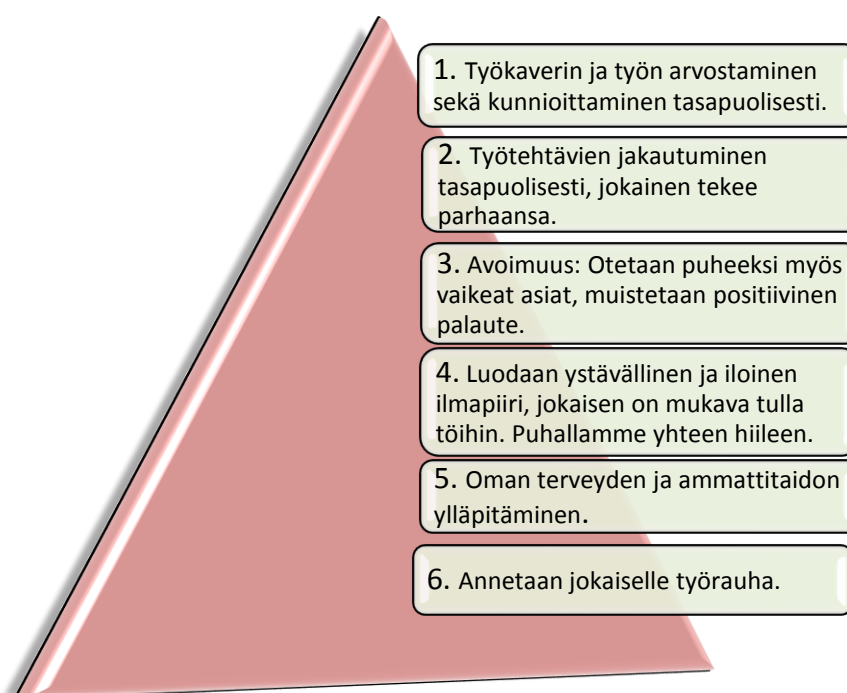 1. Työkaverin ja työn arvostaminen
sekä kunnioittaminen tasapuolisesti.
2. Työtehtävien jakautuminen
tasapuolisesti, jokainen tekee
parhaansa.
3. Avoimuus: Otetaan puheeksi myös
vaikeat asiat, muistetaan positiivinen
palaute.
4. Luodaan ystävällinen ja iloinen
ilmapiiri, jokaisen on mukava tulla
töihin. Puhallamme yhteen hiileen.
5. Oman terveyden ja ammattitaidon
ylläpitäminen.
6. Annetaan jokaiselle työrauha.